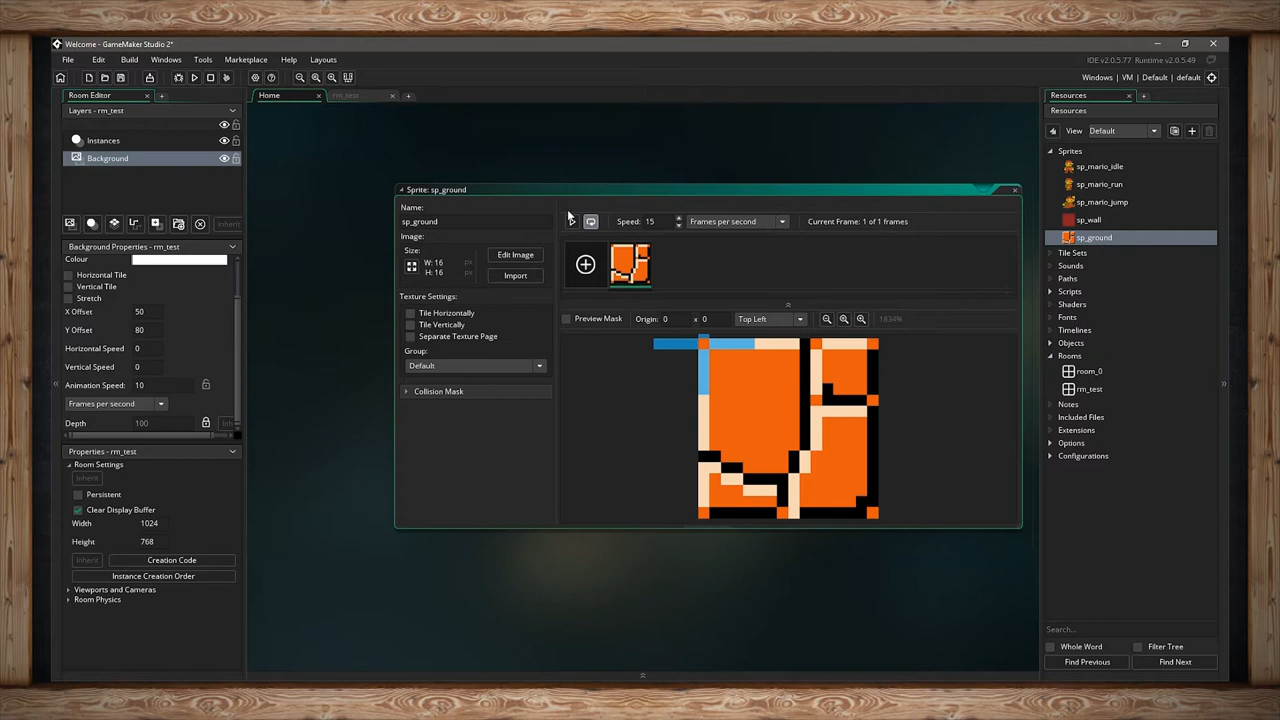 Welcome - GameMaker Studio 2*
File Edit Build Windows Tools Marketplace Help Layouts
IDE v2.0.5.77 Runtime v2.0.5.49
Windows | VM | Default | default
Room Editor
Home
rm_test
Resources
Layers - rm_test
Resources
View Default
Instances
Background
Inherit
Background Properties - rm_test
Colour
Horizontal Tile
Vertical Tile
Stretch
X Offset 50
Y Offset 80
Horizontal Speed 0
Vertical Speed 0
Animation Speed: 10
Frames per second
Depth 100
Inh
Properties - rm_test
Room Settings
Inherit
Persistent
Clear Display Buffer
Width 1024
Height 768
Inherit Creation Code
Instance Creation Order
Viewports and Cameras
Room Physics
Sprite: sp_ground
Name:
sp_ground
Image:
Size:
W: 16 px
H: 16 px
Edit Image
Import
Texture Settings:
Tile Horizontally
Tile Vertically
Separate Texture Page
Group:
Default
Collision Mask
Speed: 15 Frames per second Current Frame: 1 of 1 frames
Preview Mask Origin: 0 x 0 Top Left 1834%
Sprites
sp_mario_idle
sp_mario_run
sp_mario_jump
sp_wall
sp_ground
Tile Sets
Sounds
Paths
Scripts
Shaders
Fonts
Timelines
Objects
Rooms
room_0
rm_test
Notes
Included Files
Extensions
Options
Configurations
Search...
Whole Word Filter Tree
Find Previous Find Next